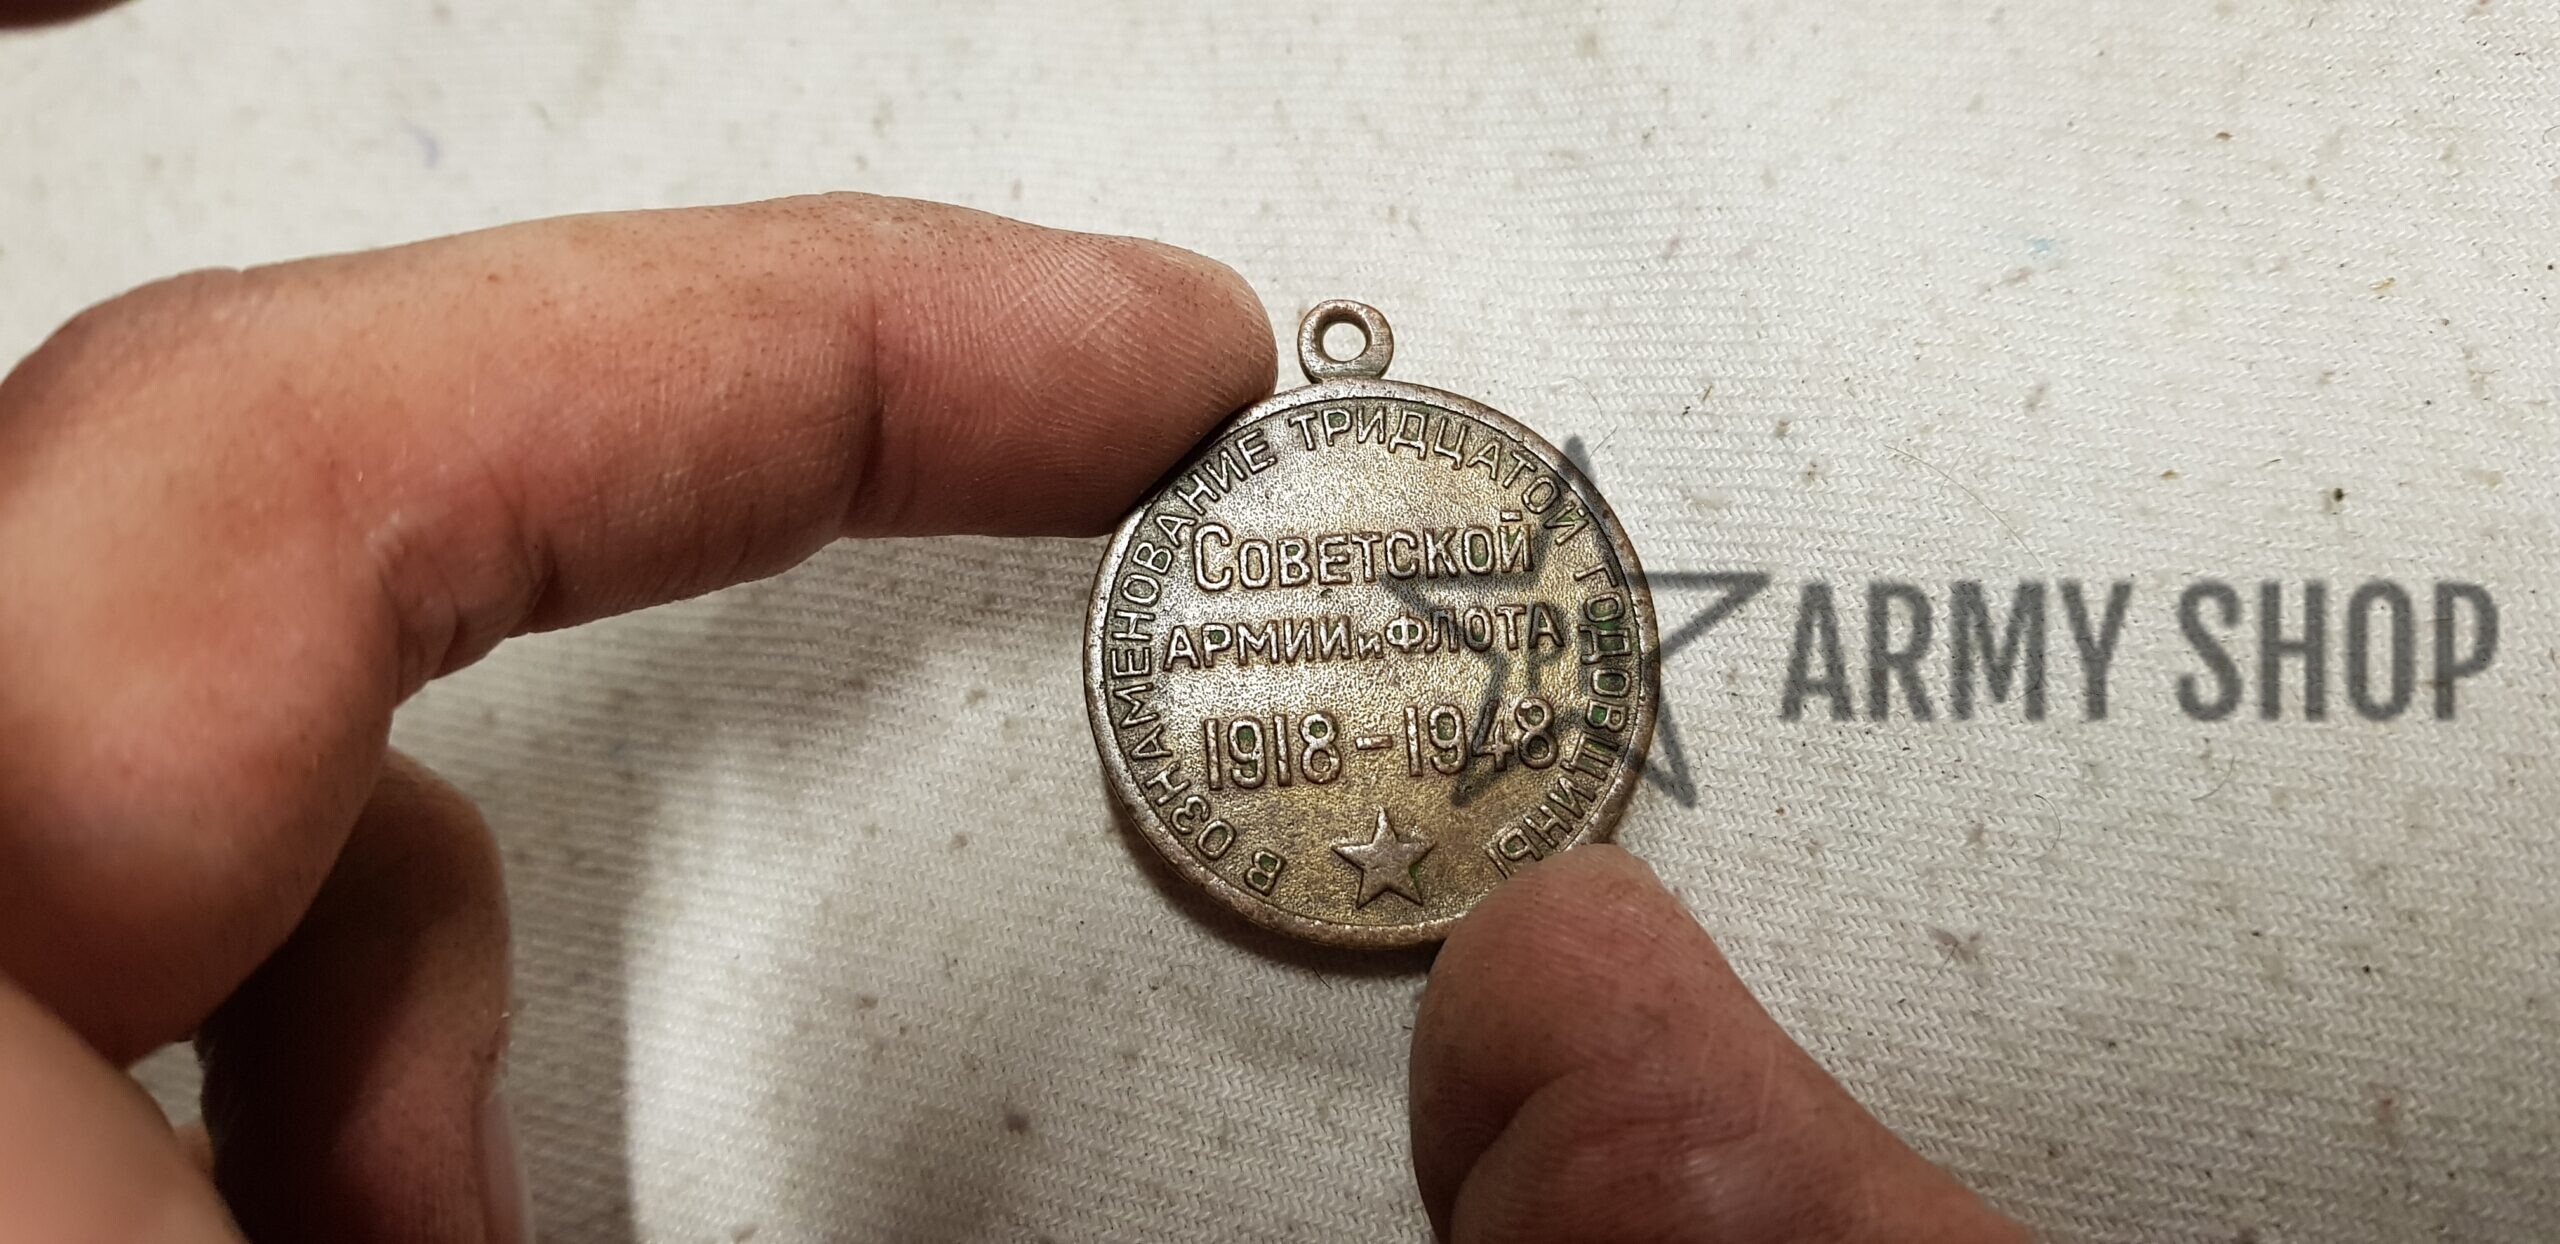 В ОЗНАМЕНОВАНИЕ ТРИДЦАТОЙ ГОДОВЩИНЫ
СОВЕТСКОЙ
АРМИИ и ФЛОТА
1918-1948
ARMY SHOP